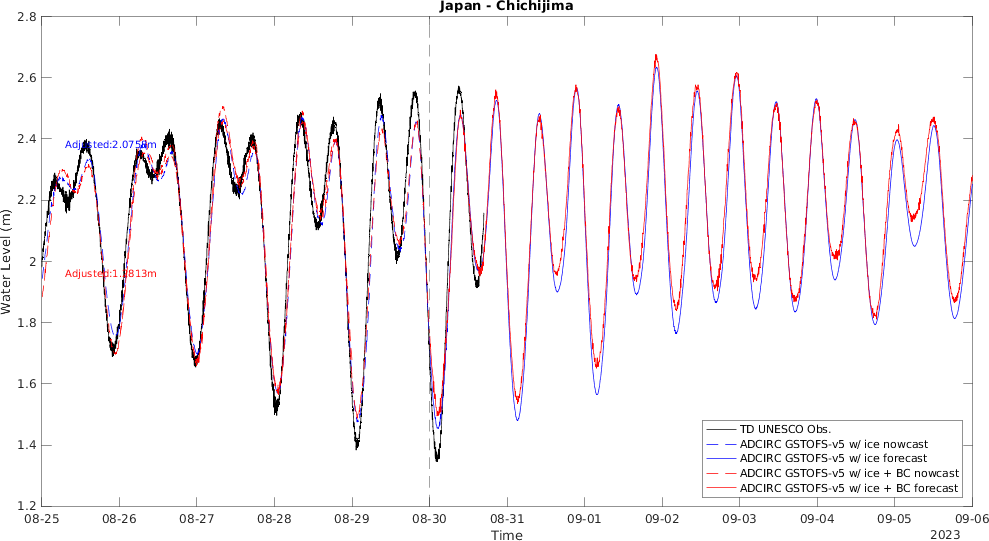 Japan - Chichijima
2.8
2.6
2.4
2.2
2
1.8
1.6
1.4
1.2
Water Level (m)
Adjusted:2.075
Adjusted:1.9813m
TD UNESCO Obs.
ADCIRC GSTOFS-v5 w/ ice nowcast
ADCIRC GSTOFS-v5 w/ ice forecast
ADCIRC GSTOFS-v5 w/ ice + BC nowcast
ADCIRC GSTOFS-v5 w/ ice + BC forecast
08-25 08-26 08-27 08-28 08-29 08-30 08-31 09-01 09-02 09-03 09-04 09-05 09-06
Time
2023